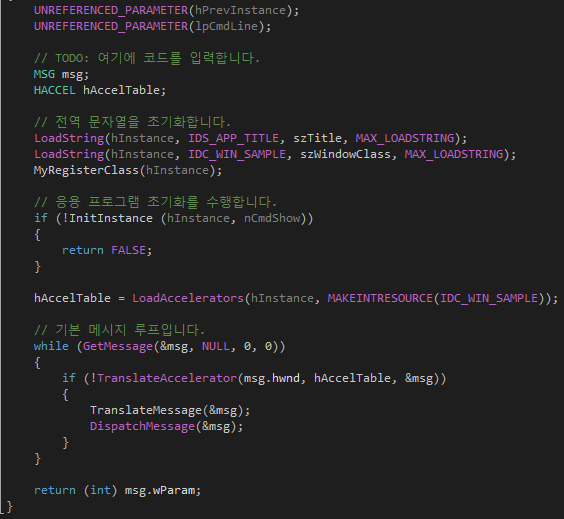 UNREFERENCED_PARAMETER(hPrevInstance);
UNREFERENCED_PARAMETER(lpCmdLine);
// TODO: 여기에 코드를 입력합니다.
MSG msg;
HACCEL hAccelTable;
// 전역 문자열을 초기화합니다.
LoadString(hInstance, IDS_APP_TITLE, szTitle, MAX_LOADSTRING);
LoadString(hInstance, IDC_WIN_SAMPLE, szWindowClass, MAX_LOADSTRING);
MyRegisterClass(hInstance);
// 응용 프로그램 초기화를 수행합니다.
if (!InitInstance (hInstance, nCmdShow))
{
return FALSE;
}
hAccelTable = LoadAccelerators(hInstance, MAKEINTRESOURCE(IDC_WIN_SAMPLE));
// 기본 메시지 루프입니다.
while (GetMessage(&msg, NULL, 0, 0))
{
if (!TranslateAccelerator(msg.hwnd, hAccelTable, &msg))
{
TranslateMessage(&msg);
DispatchMessage(&msg);
}
}
return (int) msg.wParam;
}